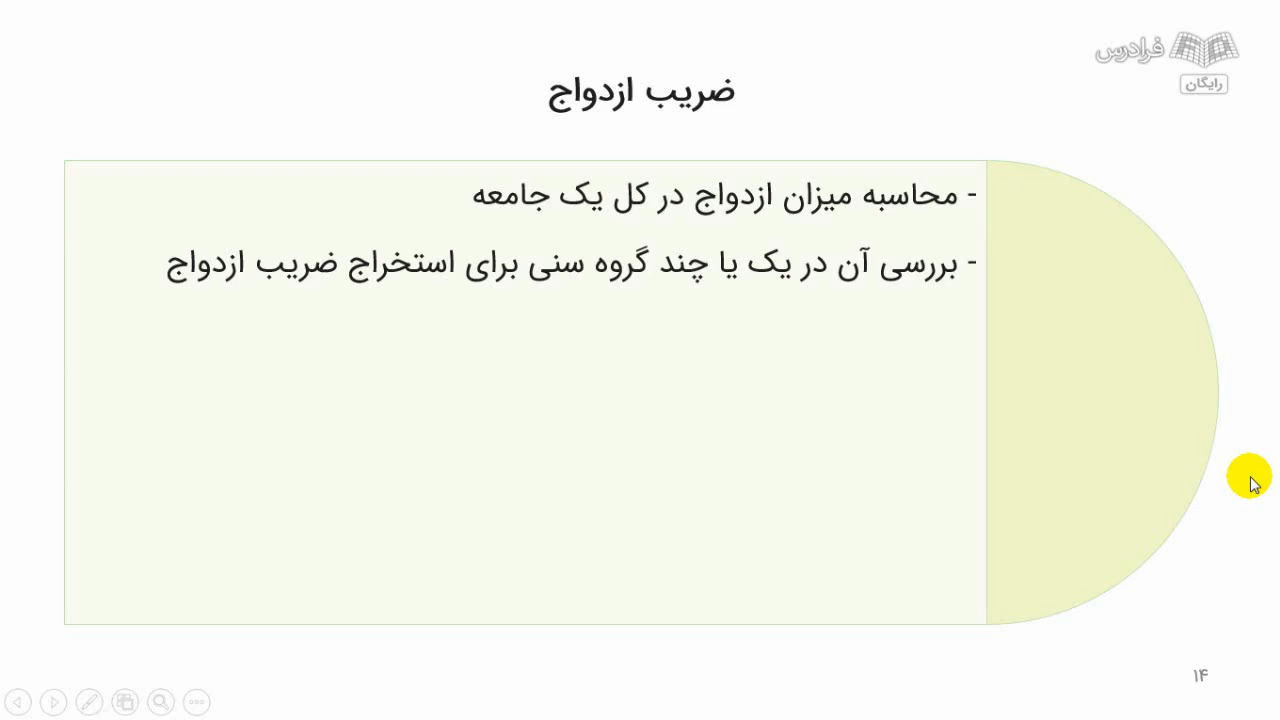 فرادرس
رایگان
ضریب ازدواج
- محاسبه میزان ازدواج در کل یک جامعه
- بررسی آن در یک یا چند گروه سنی برای استخراج ضریب ازدواج
۱۴